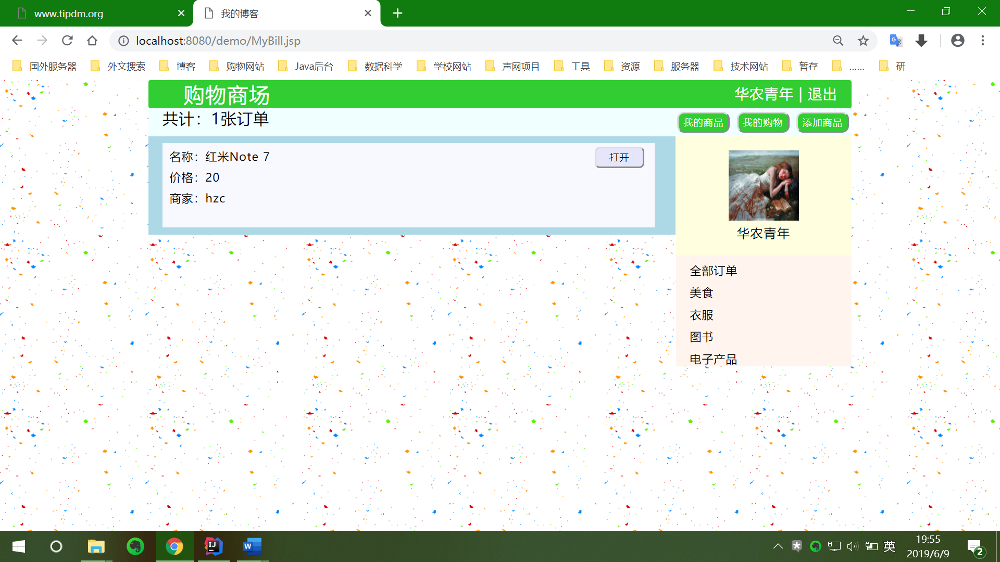 www.tipdm.org
我的博客
localhost:8080/demo/MyBill.jsp
国外服务器 外文搜索 博客 购物网站 Java后台 数据科学 学校网站 声网项目 工具 资源 服务器 技术网站 暂存 …… 研
购物商场 华农青年 | 退出
共计：1张订单 我的商品 我的购物 添加商品
名称：红米Note 7 打开
价格：20
商家：hzc
华农青年
全部订单
美食
衣服
图书
电子产品
英 19:55
2019/6/9
2